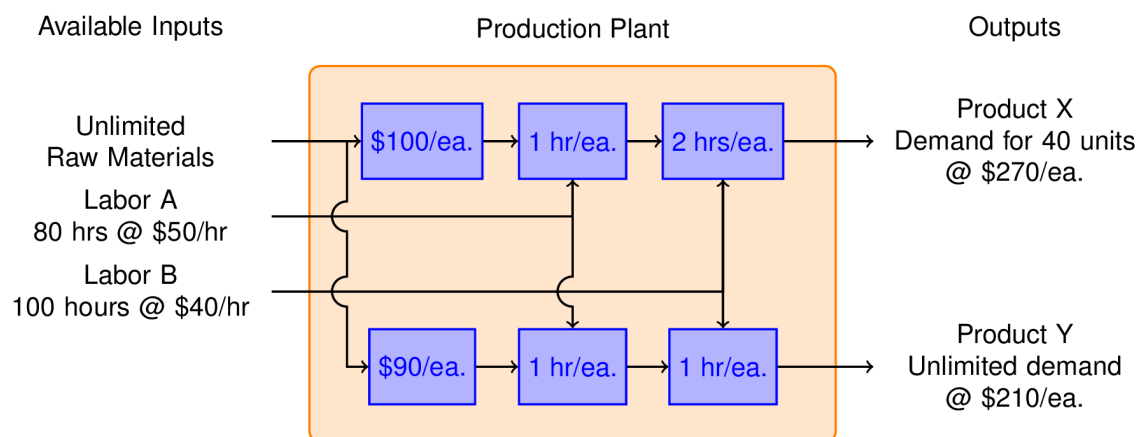 Available Inputs
Production Plant
Outputs
Unlimited
Raw Materials
$100/ea.
1 hr/ea.
2 hrs/ea.
Product X
Demand for 40 units
@ $270/ea.
Labor A
80 hrs @ $50/hr
Labor B
100 hours @ $40/hr
$90/ea.
1 hr/ea.
1 hr/ea.
Product Y
Unlimited demand
@ $210/ea.